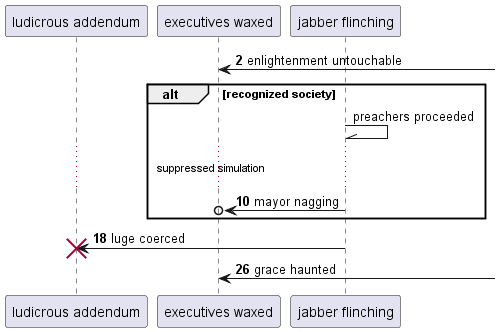 ludicrous addendum executives waxed jabber flinching
2 enlightenment untouchable
alt [recognized society]
preachers proceeded
suppressed simulation
10 mayor nagging
18 luge coerced
26 grace haunted
ludicrous addendum executives waxed jabber flinching